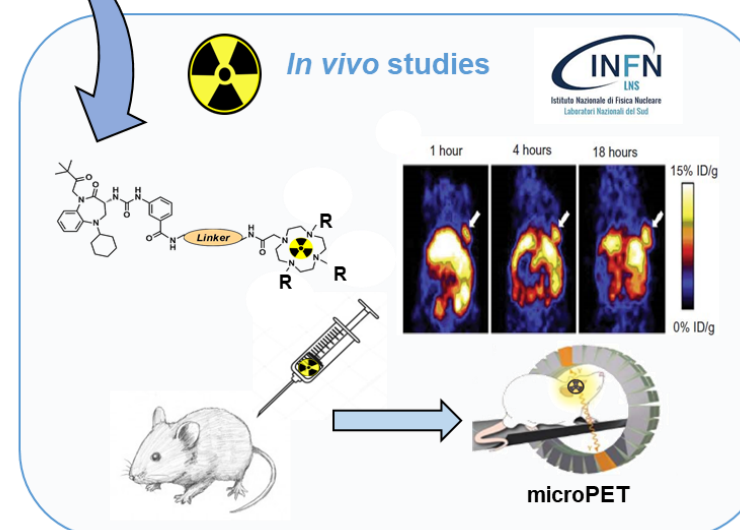 In vivo studies
INFN
LNS
Istituto Nazionale di Fisica Nucleare
Laboratori Nazionali del Sud
1 hour 4 hours 18 hours
15% ID/g
0% ID/g
O
O
N
H
N
H
N
O
N
O
N
H
Linker
H
N
O
N
N
N
N
R
R
R
microPET